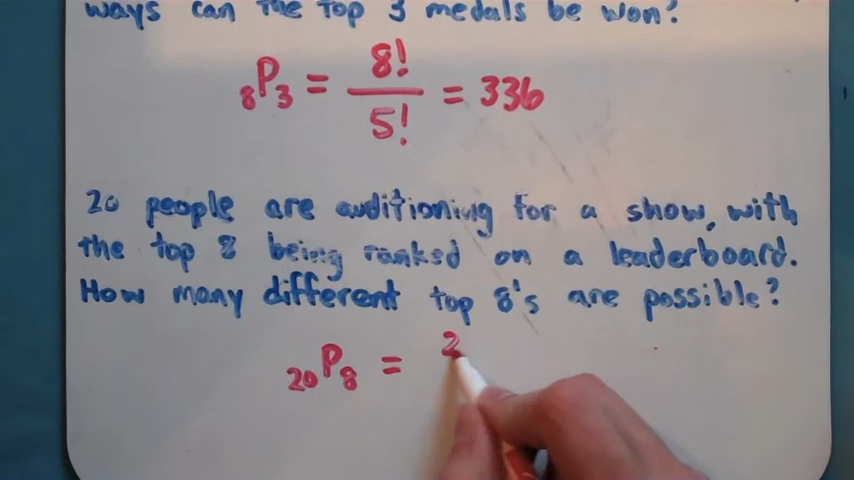 ways can the top 3 medals be won?
₈P₃ = 8!/5! = 336
20 people are auditioning for a show, with
the top 8 being ranked on a leaderboard.
How many different top 8's are possible?
₂₀P₈ = 2